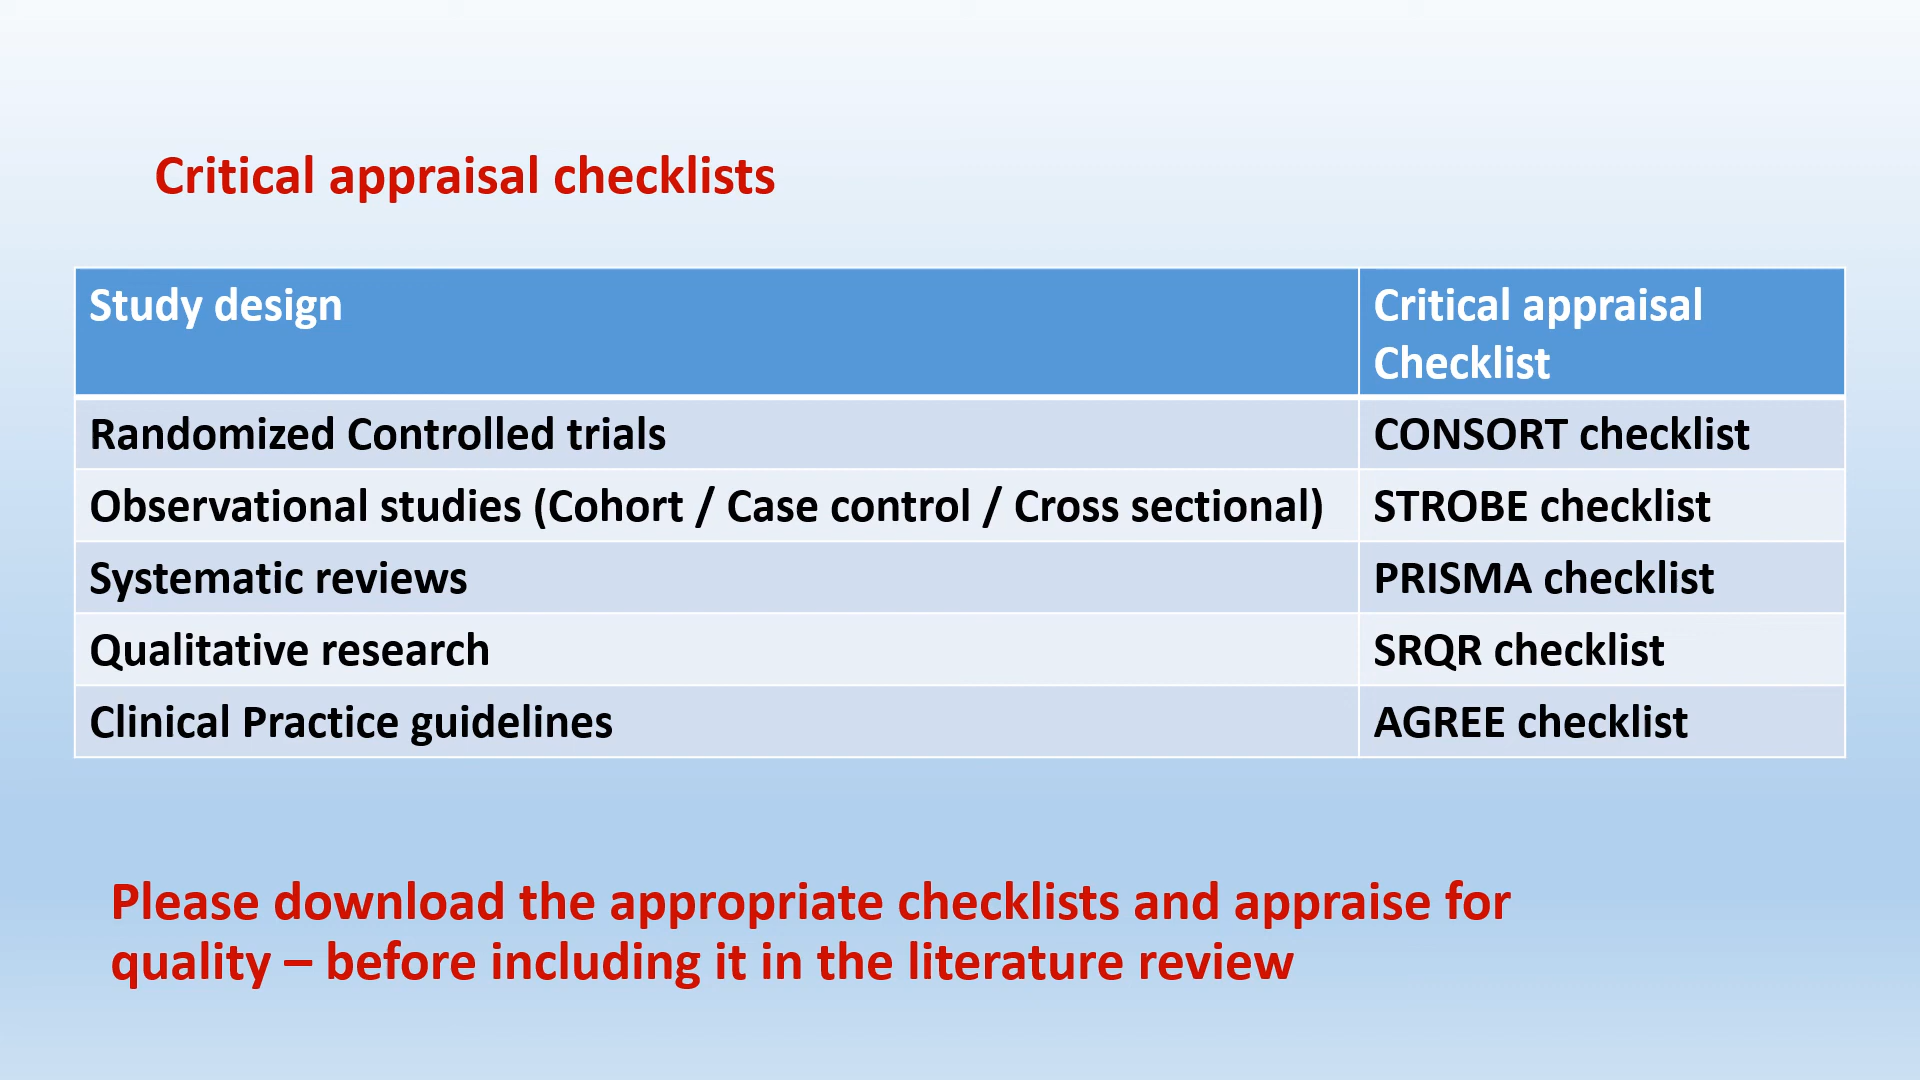 Critical appraisal checklists
Study design
Critical appraisal
Checklist
Randomized Controlled trials
CONSORT checklist
Observational studies (Cohort / Case control / Cross sectional)
STROBE checklist
Systematic reviews
PRISMA checklist
Qualitative research
SRQR checklist
Clinical Practice guidelines
AGREE checklist
Please download the appropriate checklists and appraise for
quality – before including it in the literature review